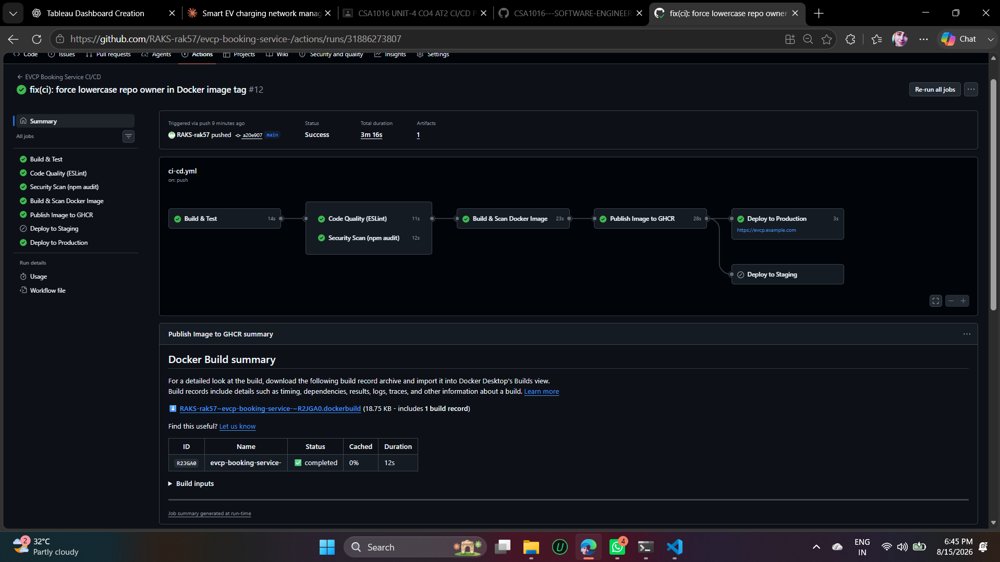 Tableau Dashboard Creation
Smart EV charging network manag
CSA1016 UNIT-4 CO4 AT2 CI/CD P
CSA1016---SOFTWARE-ENGINEER
fix(ci): force lowercase repo owner
https://github.com/RAKS-rak57/evcp-booking-service-/actions/runs/31886273807
Chat
Code
Issues
Pull requests
Agents
Actions
Projects
Wiki
Security and quality
Insights
Settings
EVCP Booking Service CI/CD
fix(ci): force lowercase repo owner in Docker image tag #12
Re-run all jobs
Summary
All jobs
Build & Test
Code Quality (ESLint)
Security Scan (npm audit)
Build & Scan Docker Image
Publish Image to GHCR
Deploy to Staging
Deploy to Production
Run details
Usage
Workflow file
Triggered via push 9 minutes ago
RAKS-rak57 pushed a20e907 main
Status
Success
Total duration
3m 16s
Artifacts
1
ci-cd.yml
on: push
Build & Test 14s
Code Quality (ESLint) 11s
Security Scan (npm audit) 12s
Build & Scan Docker Image 23s
Publish Image to GHCR 28s
Deploy to Production 3s
https://evcp.example.com
Deploy to Staging
Publish Image to GHCR summary
Docker Build summary
For a detailed look at the build, download the following build record archive and import it into Docker Desktop's Builds view.
Build records include details such as timing, dependencies, results, logs, traces, and other information about a build. Learn more
RAKS-rak57~evcp-booking-service-~R2JGA0.dockerbuild (18.75 KB - includes 1 build record)
Find this useful? Let us know
ID Name Status Cached Duration
R2JGA0 evcp-booking-service- completed 0% 12s
Build inputs
Job summary generated at run-time
2
32°C
Partly cloudy
Search
4
ENG
IN
6:45 PM
8/15/2026